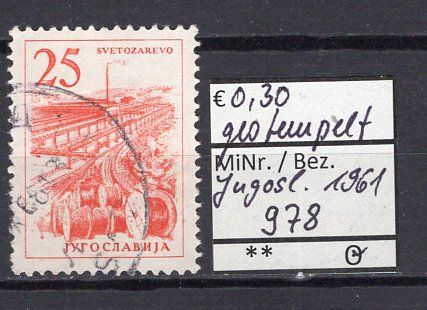 25 SVETOZAREVO
ЈУГОСЛАВИЈА
€ 0,30
gestempelt
MiNr. / Bez.
Jugosl. 1961
978
**